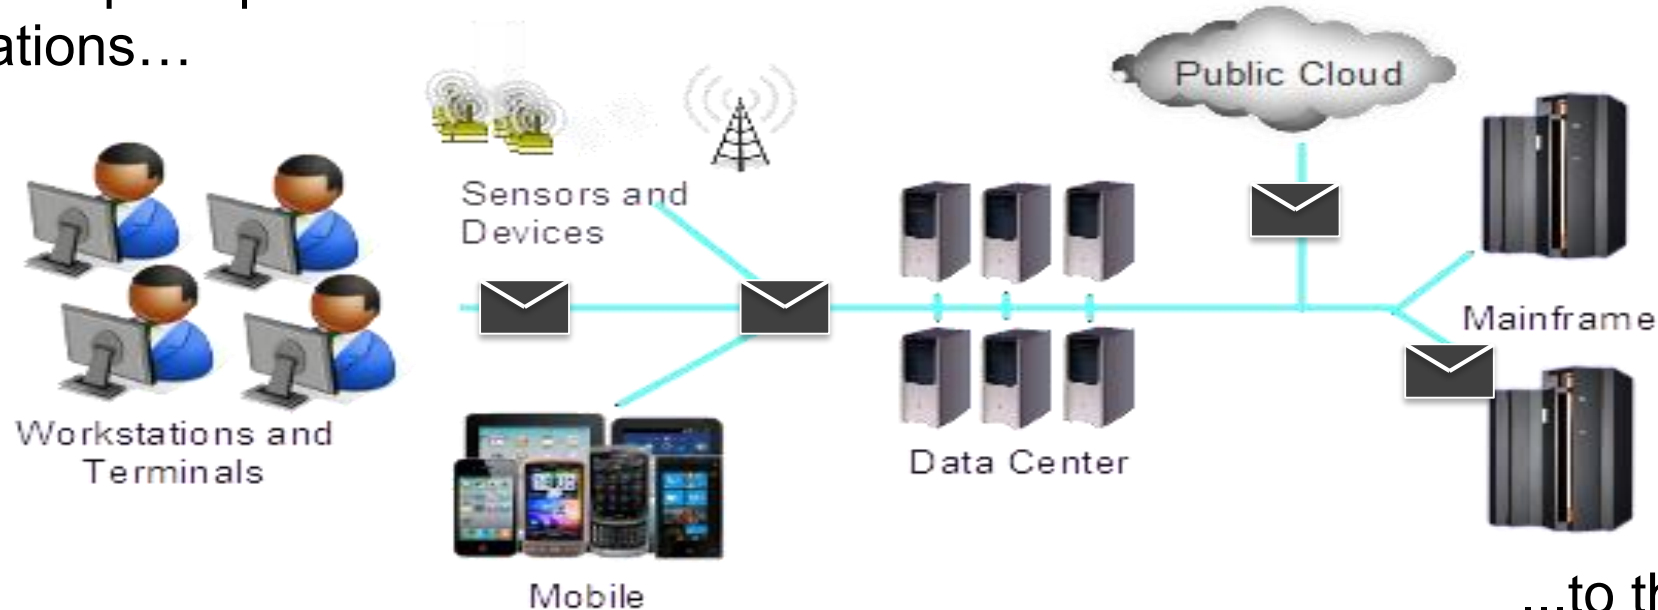 ations…
Public Cloud
Sensors and
Devices
Mainframe
Workstations and
Terminals
Data Center
Mobile
...to th